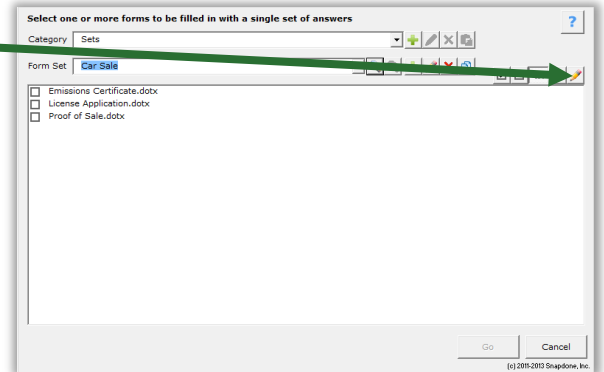 Select one or more forms to be filled in with a single set of answers
?
Category Sets
Form Set Car Sale
Emissions Certificate.dotx
License Application.dotx
Proof of Sale.dotx
Go Cancel
(c) 2011-2013 Snapdone, Inc.